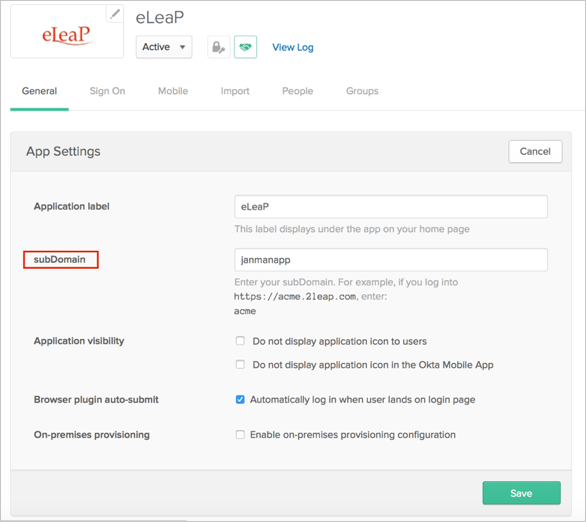 eLeaP
eLeaP
Active
View Log
General Sign On Mobile Import People Groups
App Settings
Cancel
Application label
eLeaP
This label displays under the app on your home page
subDomain
janmanapp
Enter your subDomain. For example, if you log into
https://acme.2leap.com, enter:
acme
Application visibility
Do not display application icon to users
Do not display application icon in the Okta Mobile App
Browser plugin auto-submit
Automatically log in when user lands on login page
On-premises provisioning
Enable on-premises provisioning configuration
Save